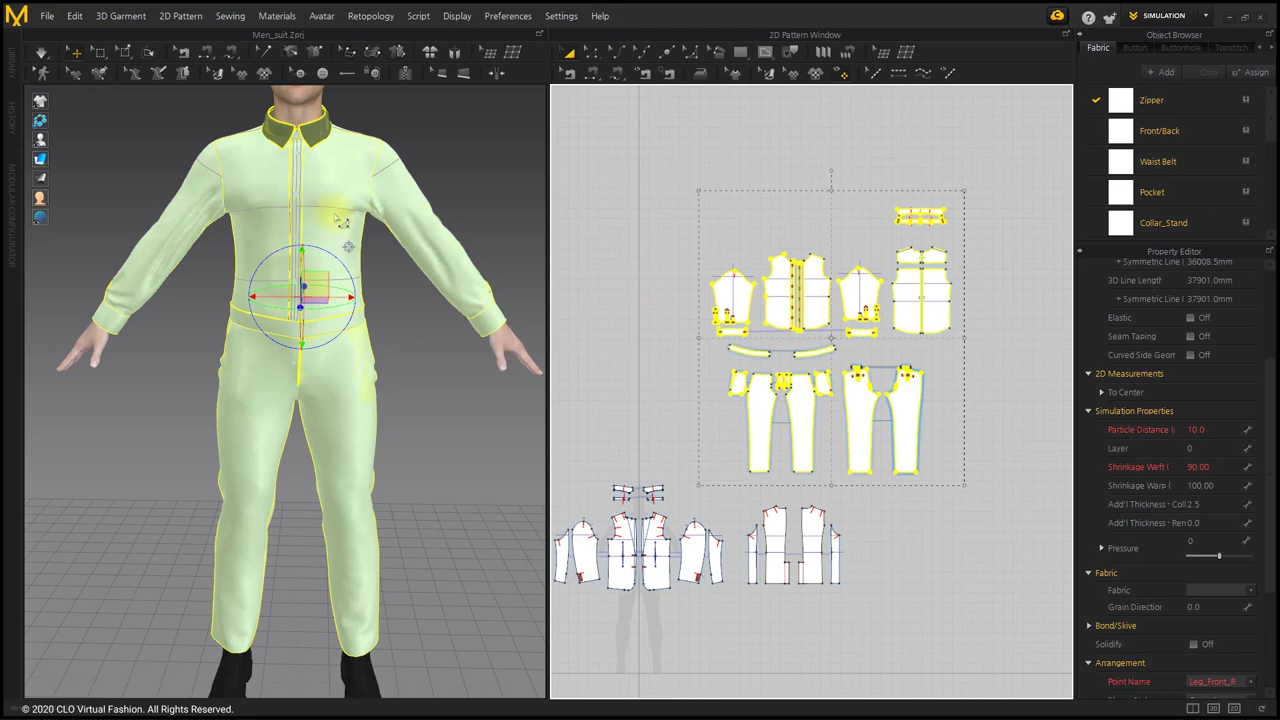 File Edit 3D Garment 2D Pattern Sewing Materials Avatar Retopology Script Display Preferences Settings Help
SIMULATION
Men_suit.Zprj
2D Pattern Window
Object Browser
Fabric Button Buttonhole Topstitch
+ Add Copy Assign
LIBRARY
HISTORY
MODULAR CONFIGURATOR
Zipper
Front/Back
Waist Belt
Pocket
Collar_Stand
Property Editor
+ Symmetric Line 36008.5mm
3D Line Length 37901.0mm
+ Symmetric Line 37901.0mm
Elastic Off
Seam Taping Off
Curved Side Geor Off
2D Measurements
To Center
Simulation Properties
Particle Distance ( 10.0
Layer 0
Shrinkage Weft ( 90.00
Shrinkage Warp ( 100.00
Add'l Thickness - Coll 2.5
Add'l Thickness - Ren 0.0
Pressure 0
Fabric
Fabric
Grain Direction 0.0
Bond/Skive
Solidify Off
Arrangement
Point Name Leg_Front_R
© 2020 CLO Virtual Fashion. All Rights Reserved.